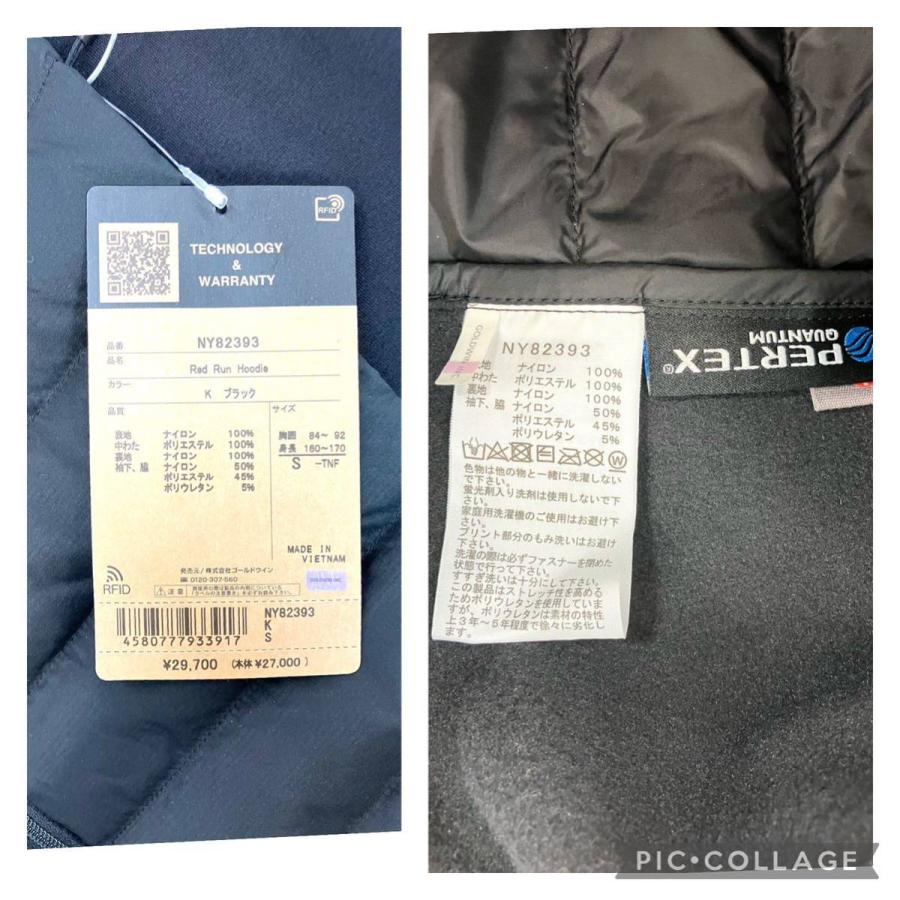 RFID
TECHNOLOGY
&
WARRANTY
品番 NY82393
品名 Red Run Hoodie
カラー K ブラック
品質
表地 ナイロン 100%
中わた ポリエステル 100%
裏地 ナイロン 100%
袖下、脇 ナイロン 50%
ポリエステル 45%
ポリウレタン 5%
サイズ
胸囲 84～ 92
身長 160～170
S -TNF
MADE IN
VIETNAM
発売元/株式会社ゴールドウイン
☎0120-307-560
RFID
⚠注意
GOLDWIN INC.
NY82393
K
S
4580777933917
¥29,700 (本体¥27,000)
GOLDWIN
NY82393
地 ナイロン 100%
中わた ポリエステル 100%
裏地 ナイロン 100%
袖下、脇 ナイロン 50%
ポリエステル 45%
ポリウレタン 5%
色物は他の物と一緒に洗濯しない
で下さい。
蛍光剤入り洗剤は使用しないで下
さい。
家庭用洗濯機のご使用はお避け
下さい。
プリント部分のもみ洗いはお避け
下さい。
洗濯の際は必ずファスナーを閉めた
状態で行って下さい。
すすぎ洗いは十分にして下さい。
この製品はストレッチ性を高める
ためポリウレタンを使用していま
すが、ポリウレタンは素材の特性
上3年～5年程度で徐々に劣化し
ます。
PERTEX
QUANTUM
PIC•COLLAGE